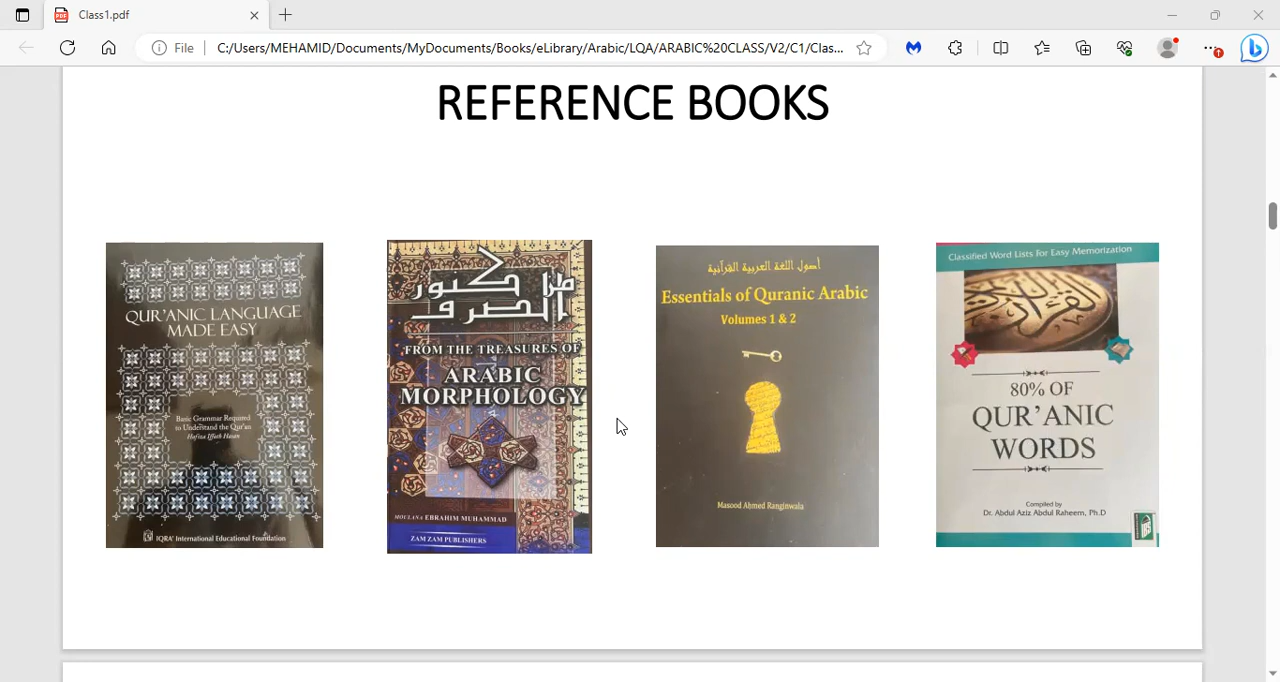 Class1.pdf
File
C:/Users/MEHAMID/Documents/MyDocuments/Books/eLibrary/Arabic/LQA/ARABIC%20CLASS/V2/C1/Clas...
REFERENCE BOOKS
QUR'ANIC LANGUAGE
MADE EASY
Basic Grammar Required
to Understand the Qur'an
Hafiza Iffath Hasan
IQRA' International Educational Foundation
من كنوز
الصرف
FROM THE TREASURES OF
ARABIC
MORPHOLOGY
MOULANA EBRAHIM MUHAMMAD
ZAM ZAM PUBLISHERS
أصول اللغة العربية القرآنية
Essentials of Quranic Arabic
Volumes 1 & 2
Masood Ahmed Ranginwala
Classified Word Lists For Easy Memorization
80% OF
QUR'ANIC
WORDS
Compiled by
Dr. Abdul Aziz Abdul Raheem, Ph.D